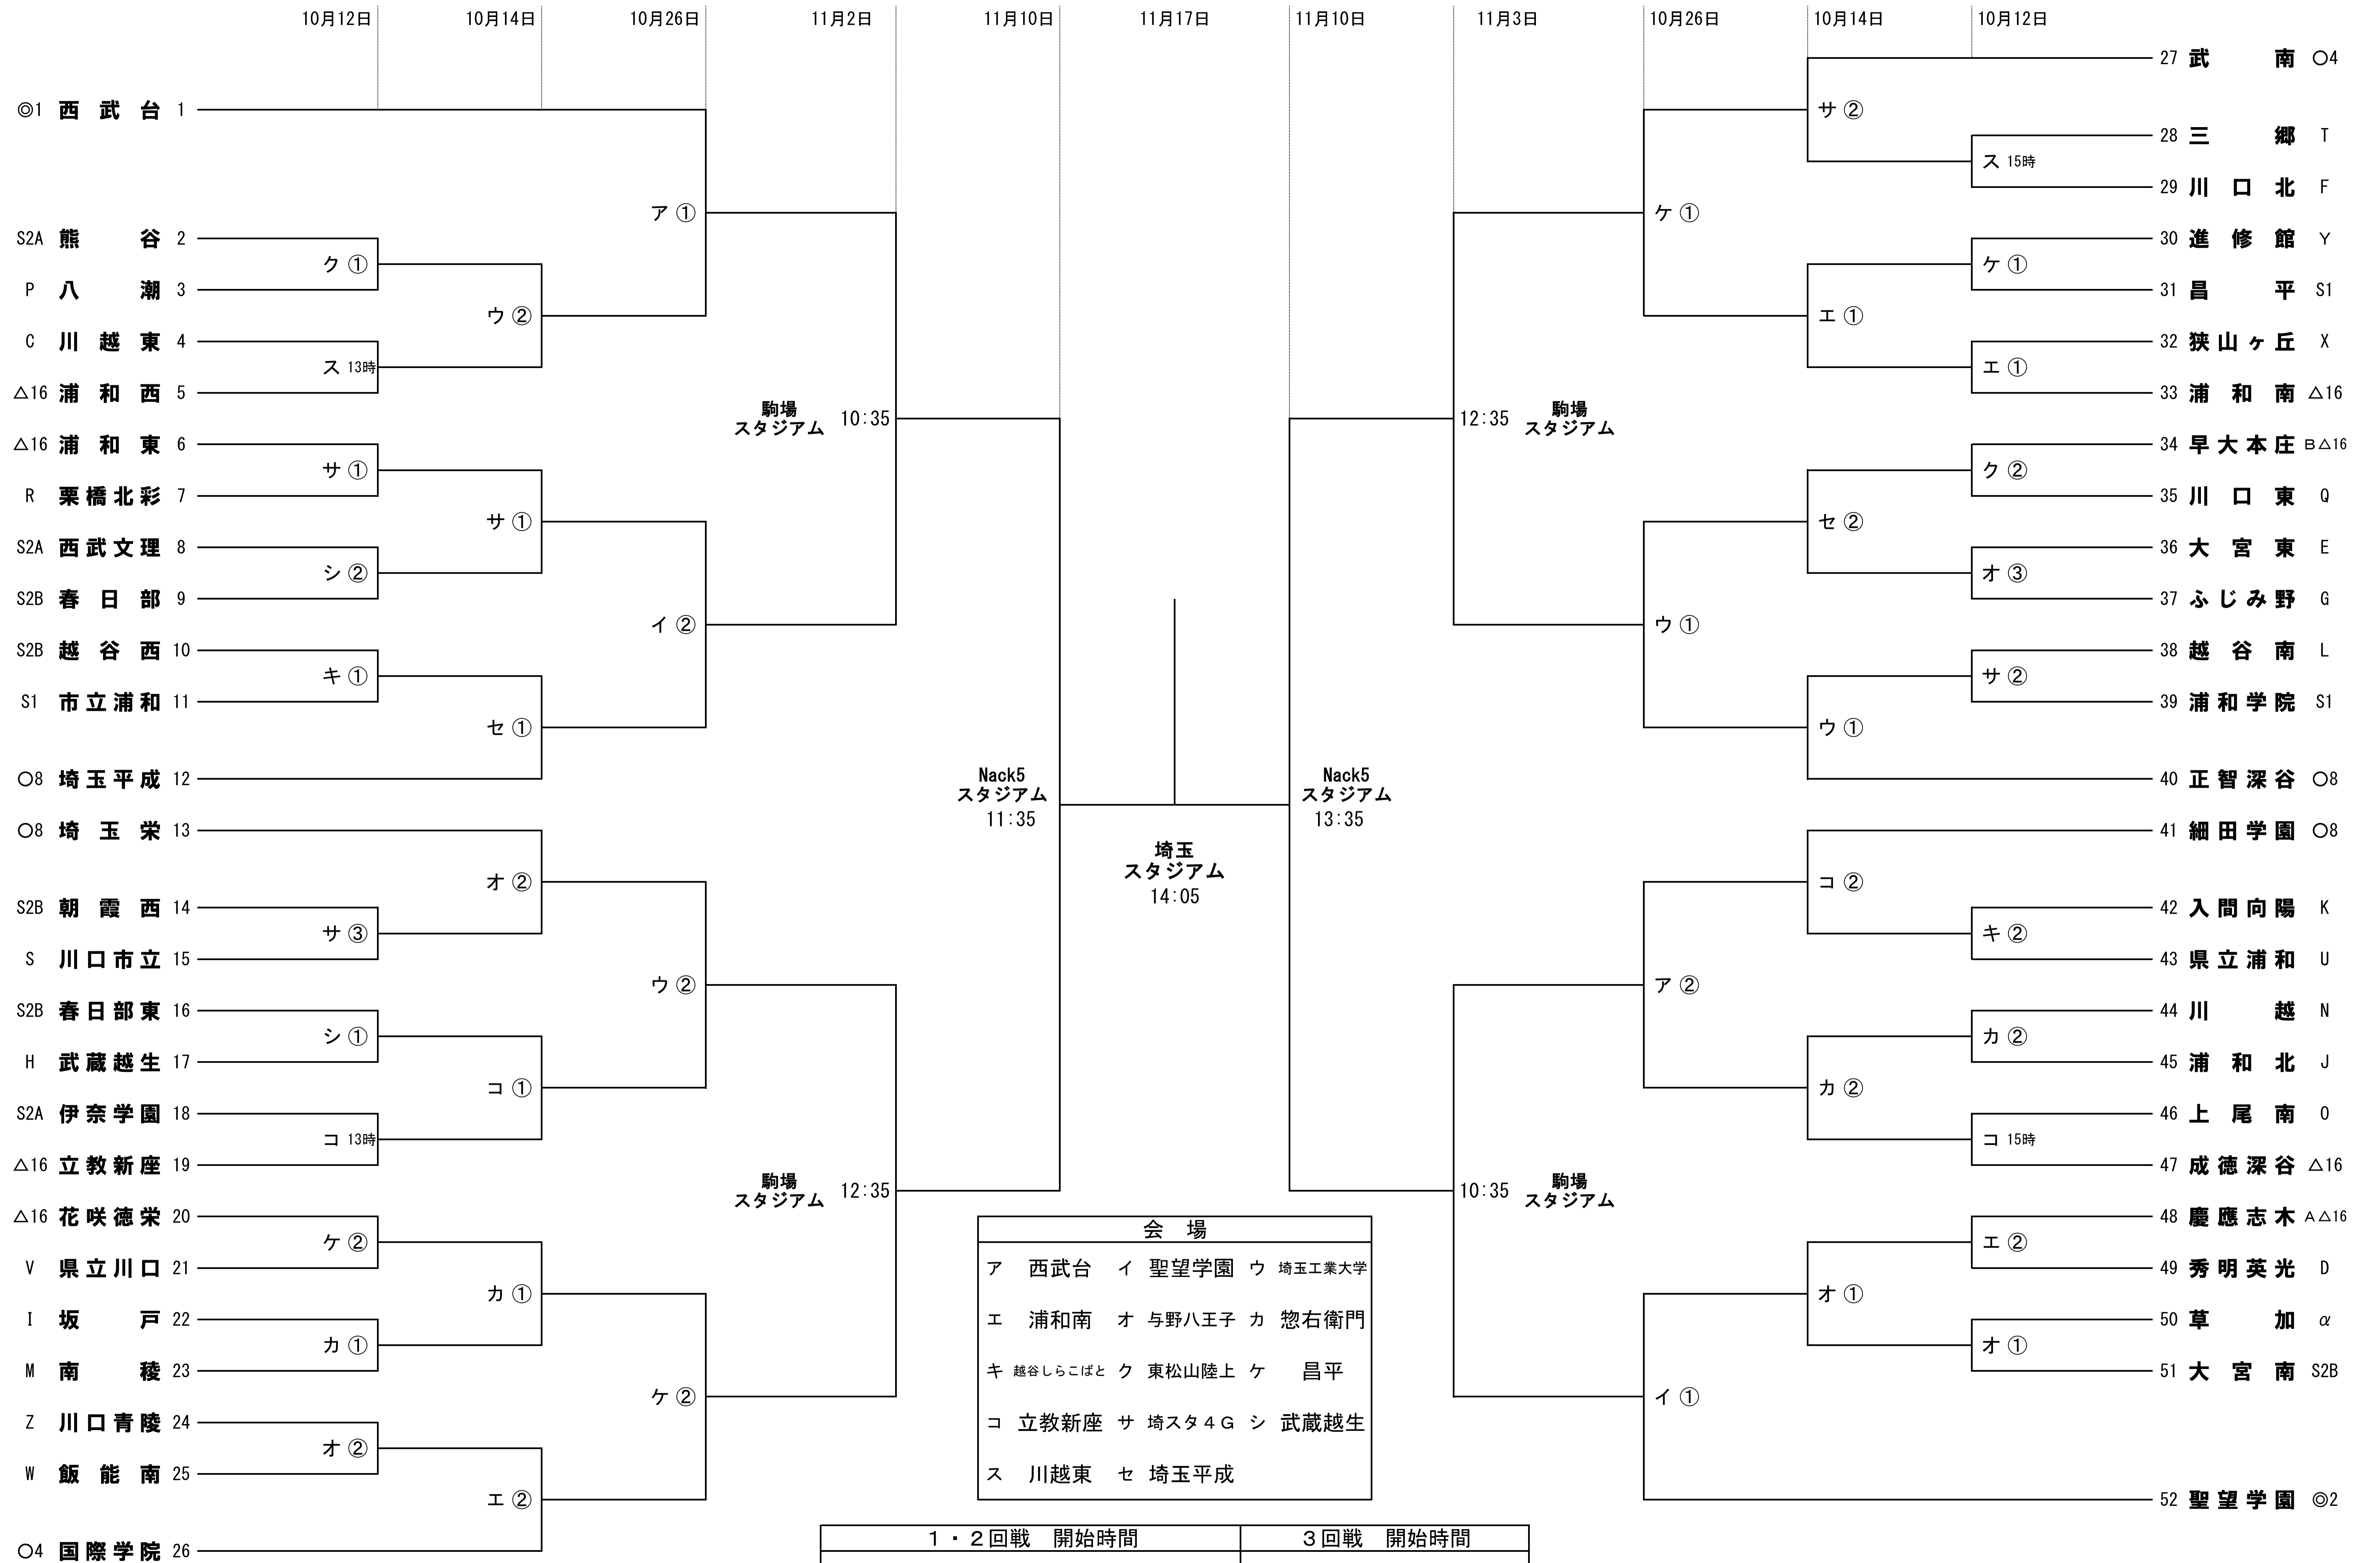 10月12日 10月14日 10月26日 11月2日 11月10日 11月17日 11月10日 11月3日 10月26日 10月14日 10月12日
◎1 西武台 1
S2A 熊谷 2
P 八潮 3
C 川越東 4
△16 浦和西 5
△16 浦和東 6
R 栗橋北彩 7
S2A 西武文理 8
S2B 春日部 9
S2B 越谷西 10
S1 市立浦和 11
○8 埼玉平成 12
○8 埼玉栄 13
S2B 朝霞西 14
S 川口市立 15
S2B 春日部東 16
H 武蔵越生 17
S2A 伊奈学園 18
△16 立教新座 19
△16 花咲徳栄 20
V 県立川口 21
I 坂戸 22
M 南稜 23
Z 川口青陵 24
W 飯能南 25
○4 国際学院 26
ク ①
ス 13時
サ ①
シ ②
キ ①
サ ③
シ ①
コ 13時
ケ ②
カ ①
オ ②
ウ ②
サ ①
セ ①
オ ②
コ ①
カ ①
エ ②
ア ①
イ ②
ウ ②
ケ ②
駒場
スタジアム 10:35
駒場
スタジアム 12:35
Nack5
スタジアム
11:35
埼玉
スタジアム
14:05
Nack5
スタジアム
13:35
12:35 駒場
スタジアム
10:35 駒場
スタジアム
ケ ①
ウ ①
ア ②
イ ①
サ ②
エ ①
セ ②
ウ ①
コ ②
カ ②
オ ①
ス 15時
ケ ①
エ ①
ク ②
オ ③
サ ②
キ ②
カ ②
コ 15時
エ ②
オ ①
27 武南 ○4
28 三郷 T
29 川口北 F
30 進修館 Y
31 昌平 S1
32 狭山ヶ丘 X
33 浦和南 △16
34 早大本庄 B△16
35 川口東 Q
36 大宮東 E
37 ふじみ野 G
38 越谷南 L
39 浦和学院 S1
40 正智深谷 ○8
41 細田学園 ○8
42 入間向陽 K
43 県立浦和 U
44 川越 N
45 浦和北 J
46 上尾南 O
47 成徳深谷 △16
48 慶應志木 A△16
49 秀明英光 D
50 草加 α
51 大宮南 S2B
52 聖望学園 ◎2
会場
ア 西武台 イ 聖望学園 ウ 埼玉工業大学
エ 浦和南 オ 与野八王子 カ 惣右衛門
キ 越谷しらこばと ク 東松山陸上 ケ 昌平
コ 立教新座 サ 埼スタ4G シ 武蔵越生
ス 川越東 セ 埼玉平成
1・2回戦 開始時間 3回戦 開始時間